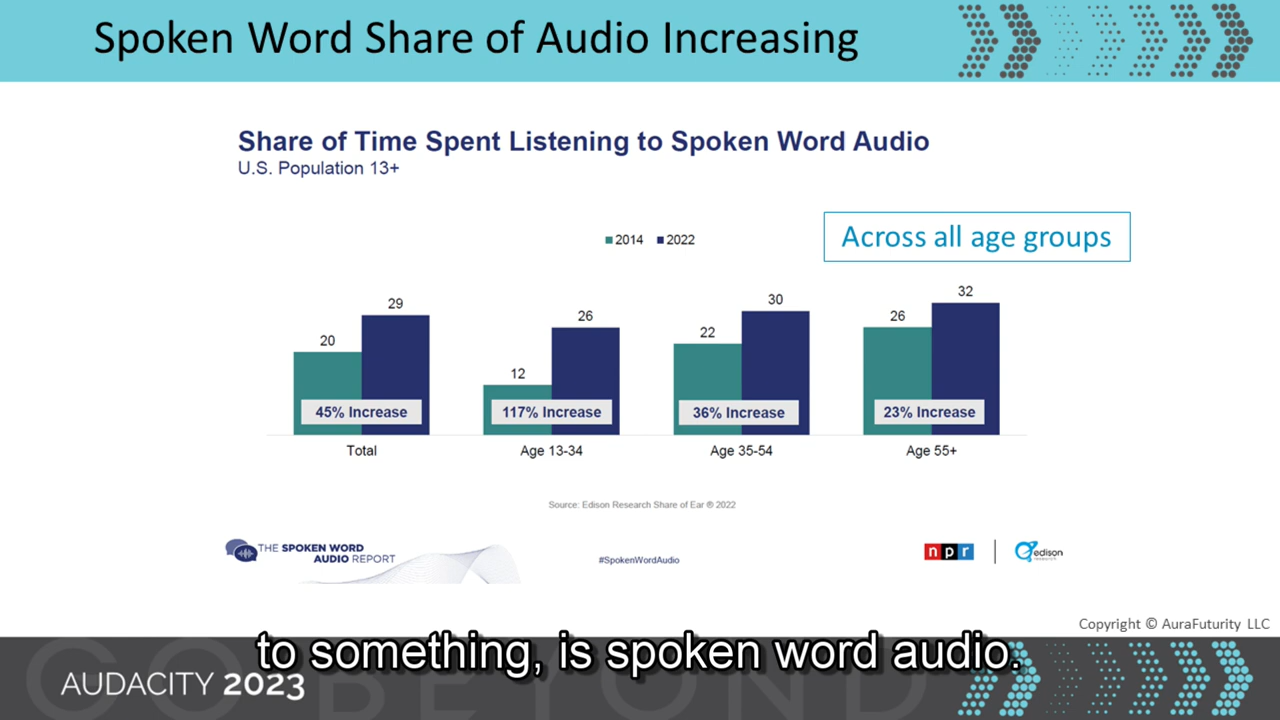 Spoken Word Share of Audio Increasing
Share of Time Spent Listening to Spoken Word Audio
U.S. Population 13+
Across all age groups
2014 2022
20 29 12 26 22 30 26 32
45% Increase 117% Increase 36% Increase 23% Increase
Total Age 13-34 Age 35-54 Age 55+
Source: Edison Research Share of Ear ® 2022
THE SPOKEN WORD
AUDIO REPORT
#SpokenWordAudio
npr
edison
research
Copyright © AuraFuturity LLC
to something, is spoken word audio.
AUDACITY 2023
GO BEYOND